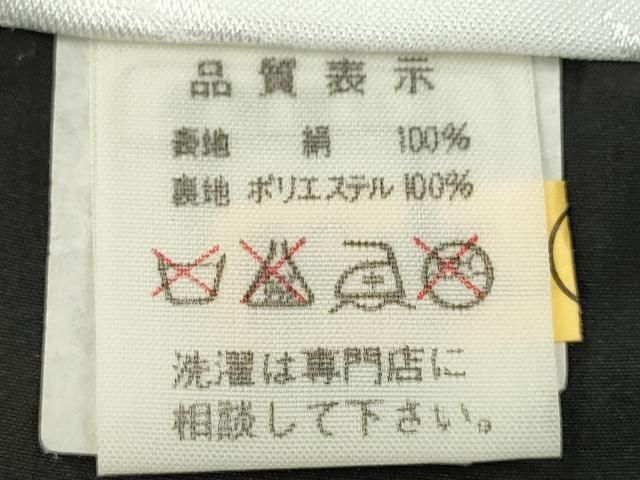 品質表示
表地 絹 100%
裏地 ポリエステル 100%
洗濯は専門店に
相談して下さい。